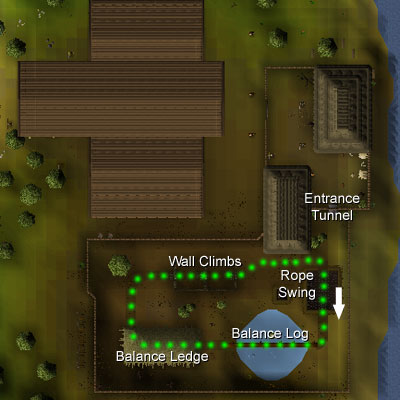 Entrance
Tunnel
Wall Climbs
Rope
Swing
Balance Log
Balance Ledge